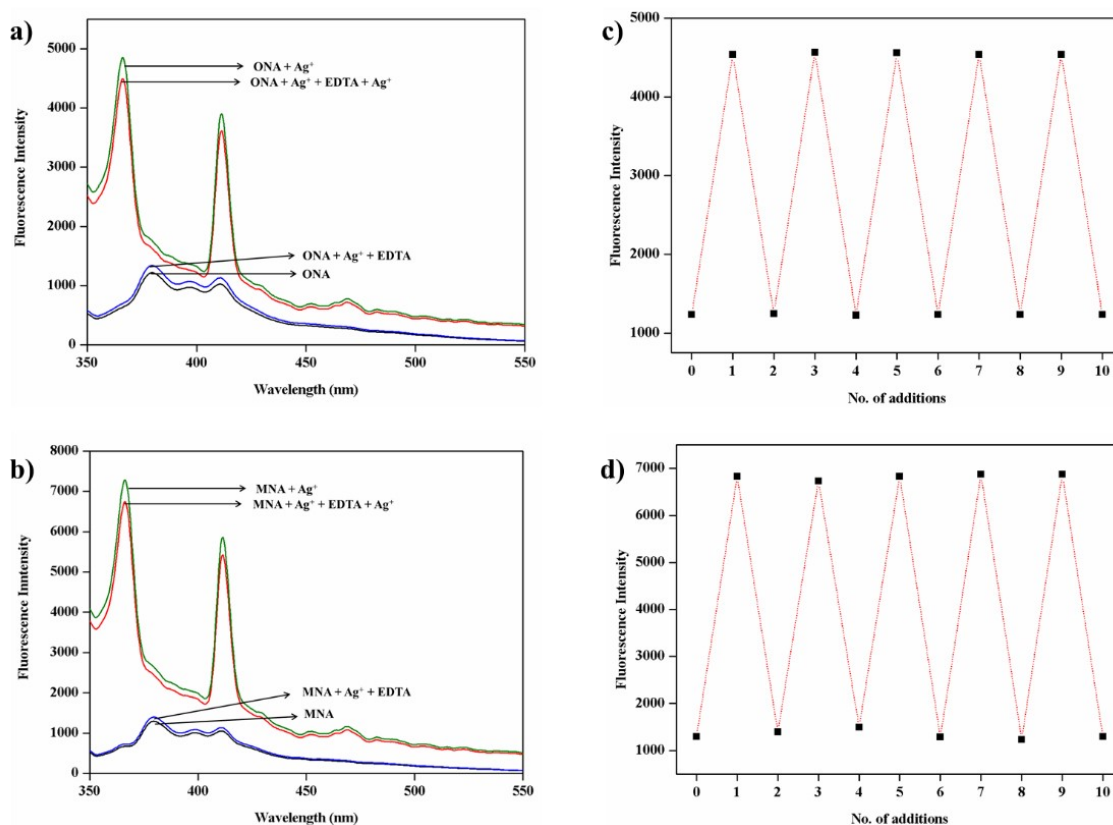 a)
5000
4000
3000
2000
1000
0
Fluorescence Intensity
ONA + Ag⁺
ONA + Ag⁺ + EDTA + Ag⁺
ONA + Ag⁺ + EDTA
ONA
350 400 450 500 550
Wavelength (nm)
c)
5000
4000
3000
2000
1000
Fluorescence Intensity
0 1 2 3 4 5 6 7 8 9 10
No. of additions
b)
8000
7000
6000
5000
4000
3000
2000
1000
0
Fluorescence Inntensity
MNA + Ag⁺
MNA + Ag⁺ + EDTA + Ag⁺
MNA + Ag⁺ + EDTA
MNA
350 400 450 500 550
Wavelength (nm)
d)
7000
6000
5000
4000
3000
2000
1000
Fluorescence Intensity
0 1 2 3 4 5 6 7 8 9 10
No. of additions